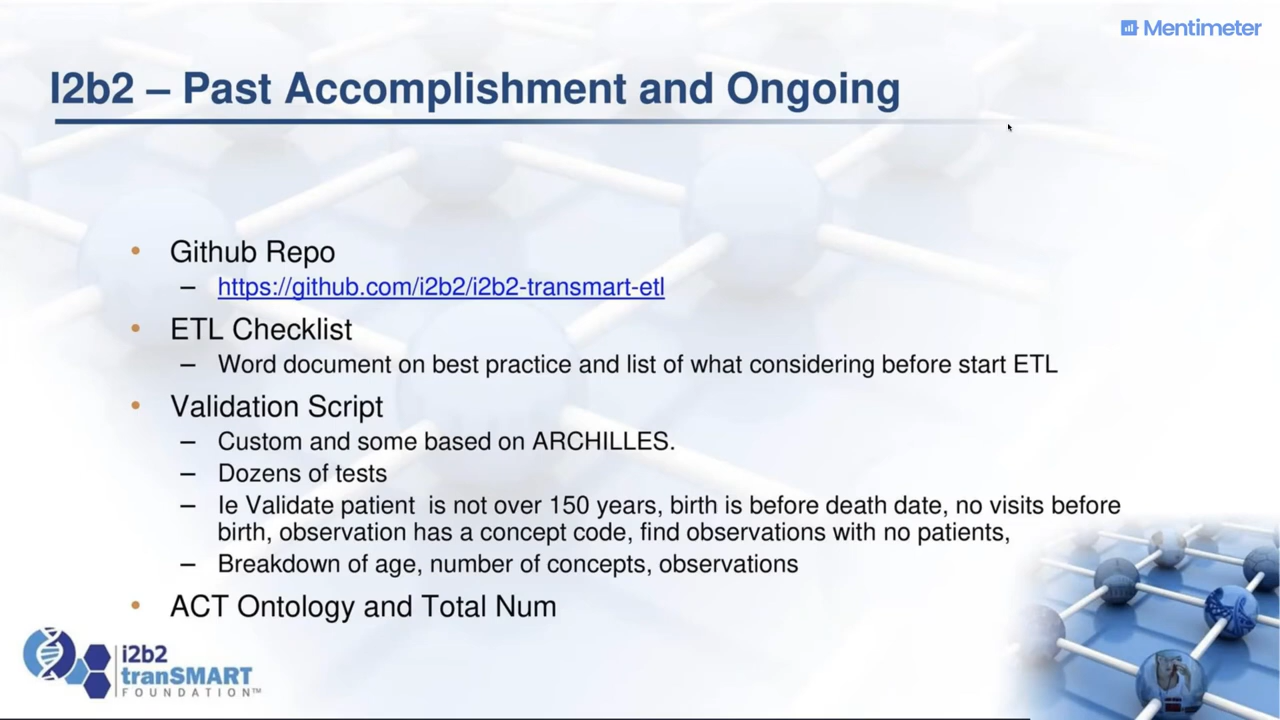 Mentimeter
I2b2 – Past Accomplishment and Ongoing
• Github Repo
– https://github.com/i2b2/i2b2-transmart-etl
• ETL Checklist
– Word document on best practice and list of what considering before start ETL
• Validation Script
– Custom and some based on ARCHILLES.
– Dozens of tests
– Ie Validate patient is not over 150 years, birth is before death date, no visits before
birth, observation has a concept code, find observations with no patients,
– Breakdown of age, number of concepts, observations
• ACT Ontology and Total Num
i2b2
tranSMART
FOUNDATION™